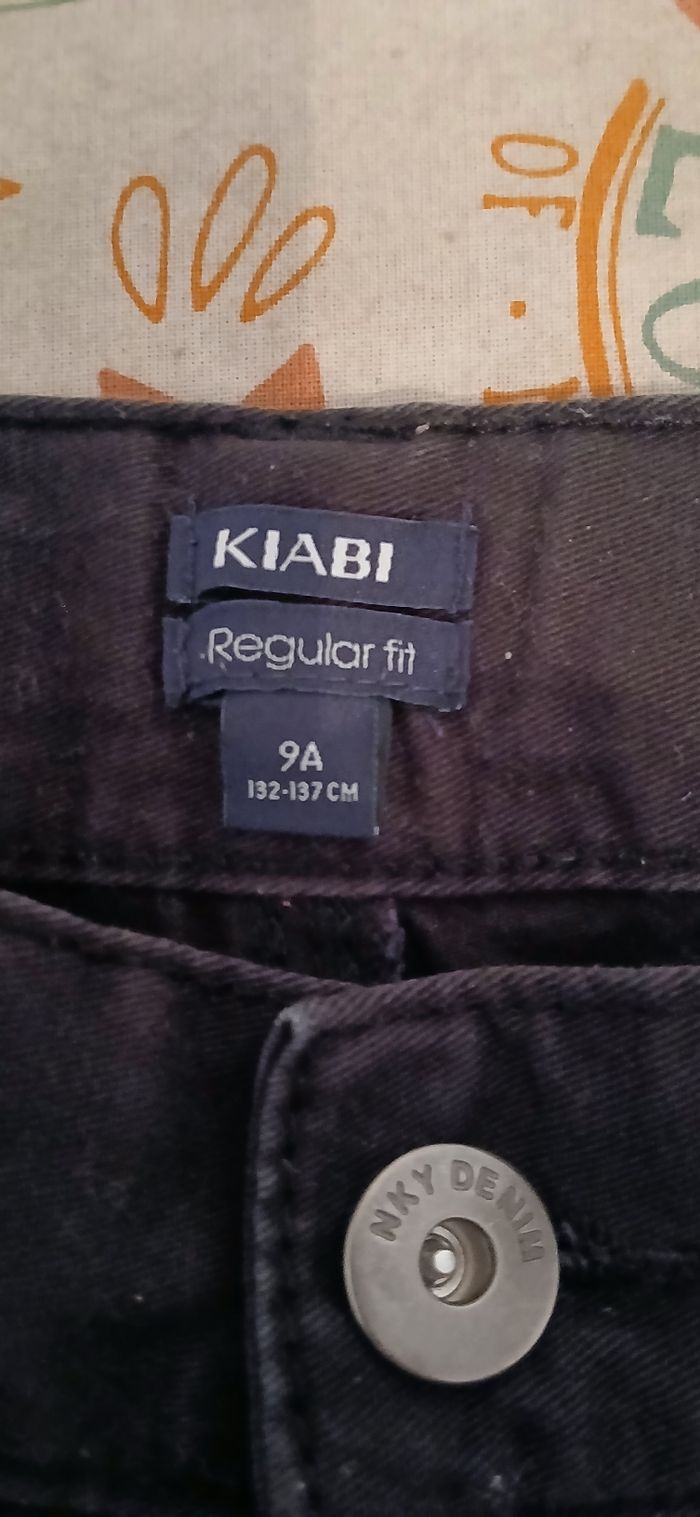 OF
KIABI
Regular fit
9A
132-137 CM
NKY DENIM